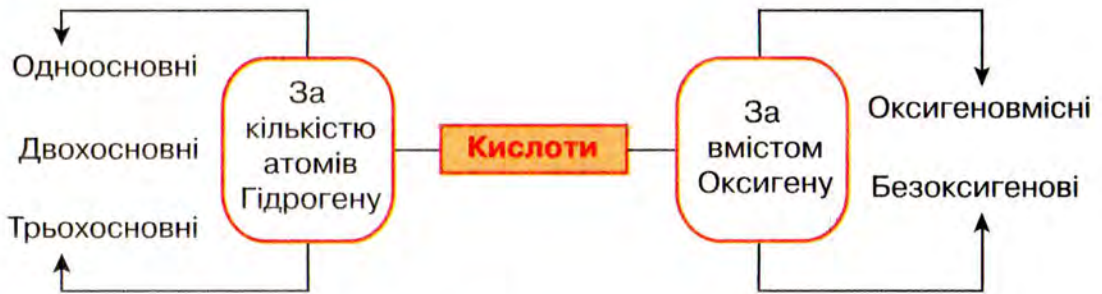 Одноосновні
Двохосновні
Трьохосновні
За
кількістю
атомів
Гідрогену
Кислоти
За
вмістом
Оксигену
Оксигеновмісні
Безоксигенові